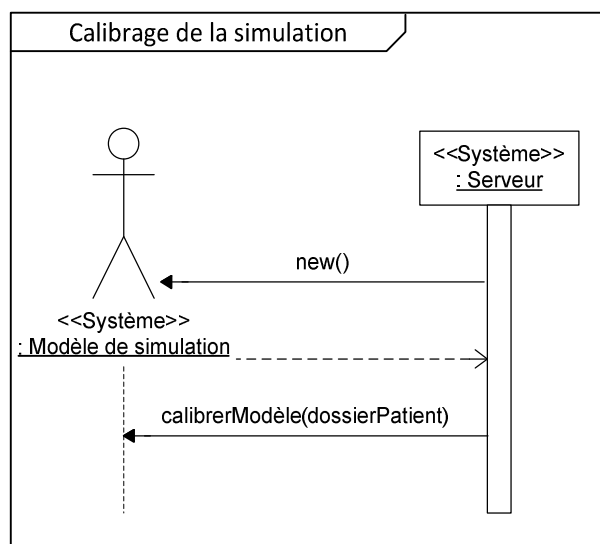 Calibrage de la simulation
<<Système>>
: Serveur
new()
<<Système>>
: Modèle de simulation
calibrerModèle(dossierPatient)